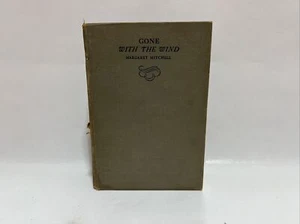 GONE
WITH THE WIND
MARGARET MITCHELL